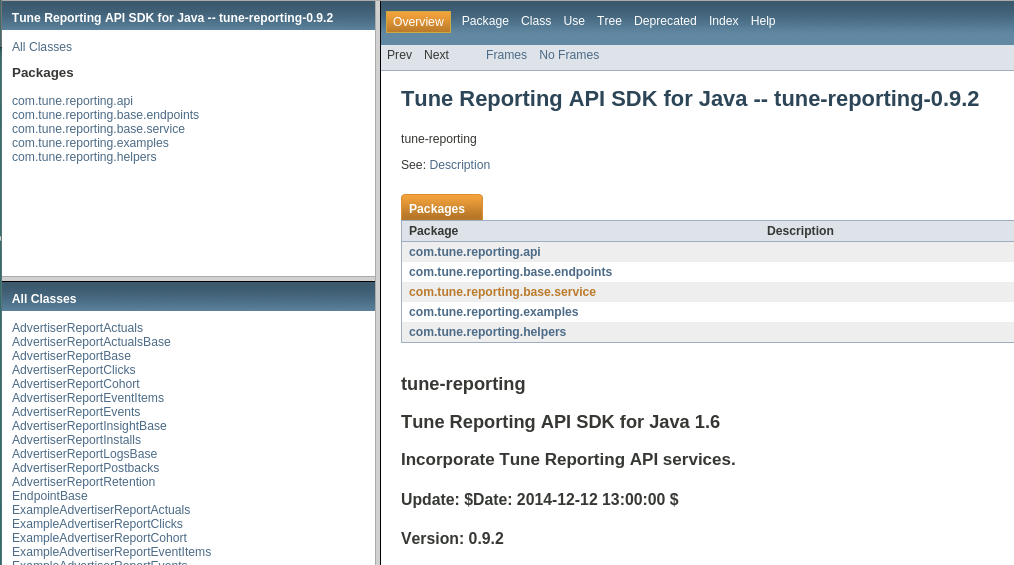 Tune Reporting API SDK for Java -- tune-reporting-0.9.2
All Classes
Packages
com.tune.reporting.api
com.tune.reporting.base.endpoints
com.tune.reporting.base.service
com.tune.reporting.examples
com.tune.reporting.helpers
All Classes
AdvertiserReportActuals
AdvertiserReportActualsBase
AdvertiserReportBase
AdvertiserReportClicks
AdvertiserReportCohort
AdvertiserReportEventItems
AdvertiserReportEvents
AdvertiserReportInsightBase
AdvertiserReportInstalls
AdvertiserReportLogsBase
AdvertiserReportPostbacks
AdvertiserReportRetention
EndpointBase
ExampleAdvertiserReportActuals
ExampleAdvertiserReportClicks
ExampleAdvertiserReportCohort
ExampleAdvertiserReportEventItems
ExampleAdvertiserReportEvents
Overview Package Class Use Tree Deprecated Index Help
Prev Next Frames No Frames
Tune Reporting API SDK for Java -- tune-reporting-0.9.2
tune-reporting
See: Description
Packages
Package Description
com.tune.reporting.api
com.tune.reporting.base.endpoints
com.tune.reporting.base.service
com.tune.reporting.examples
com.tune.reporting.helpers
tune-reporting
Tune Reporting API SDK for Java 1.6
Incorporate Tune Reporting API services.
Update: $Date: 2014-12-12 13:00:00 $
Version: 0.9.2